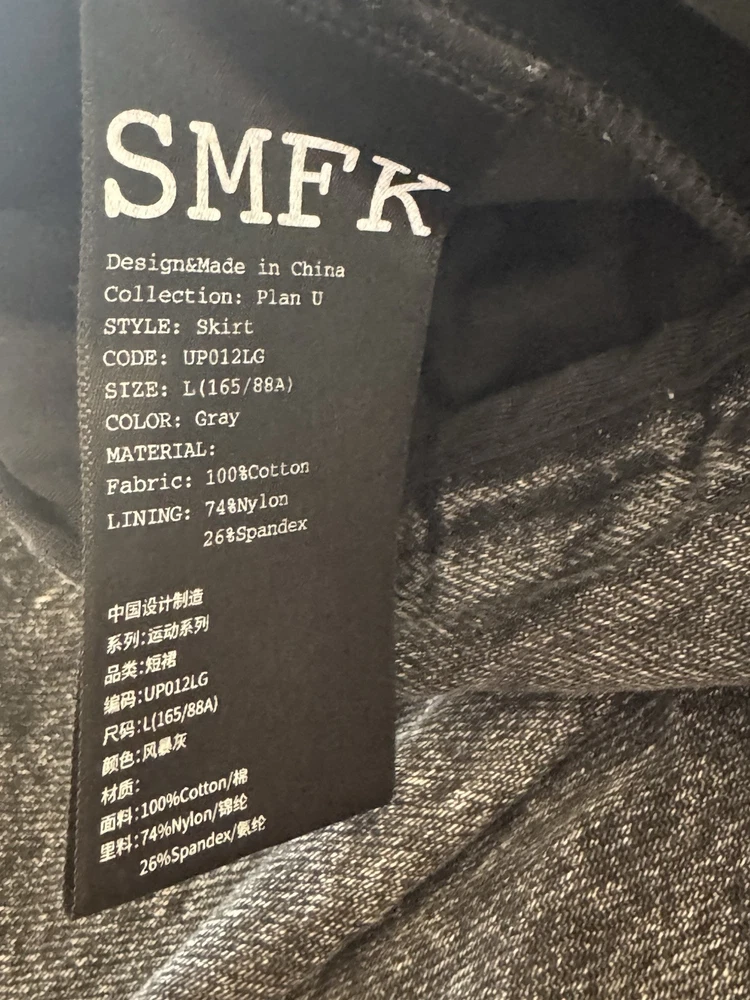 SMFK
Design&Made in China
Collection: Plan U
STYLE: Skirt
CODE: UP012LG
SIZE: L(165/88A)
COLOR: Gray
MATERIAL:
Fabric: 100%Cotton
LINING: 74%Nylon
26%Spandex
中国设计制造
系列:运动系列
品类:短裙
编码:UP012LG
尺码:L(165/88A)
颜色:风暴灰
材质:
面料:100%Cotton/棉
里料:74%Nylon/锦纶
26%Spandex/氨纶